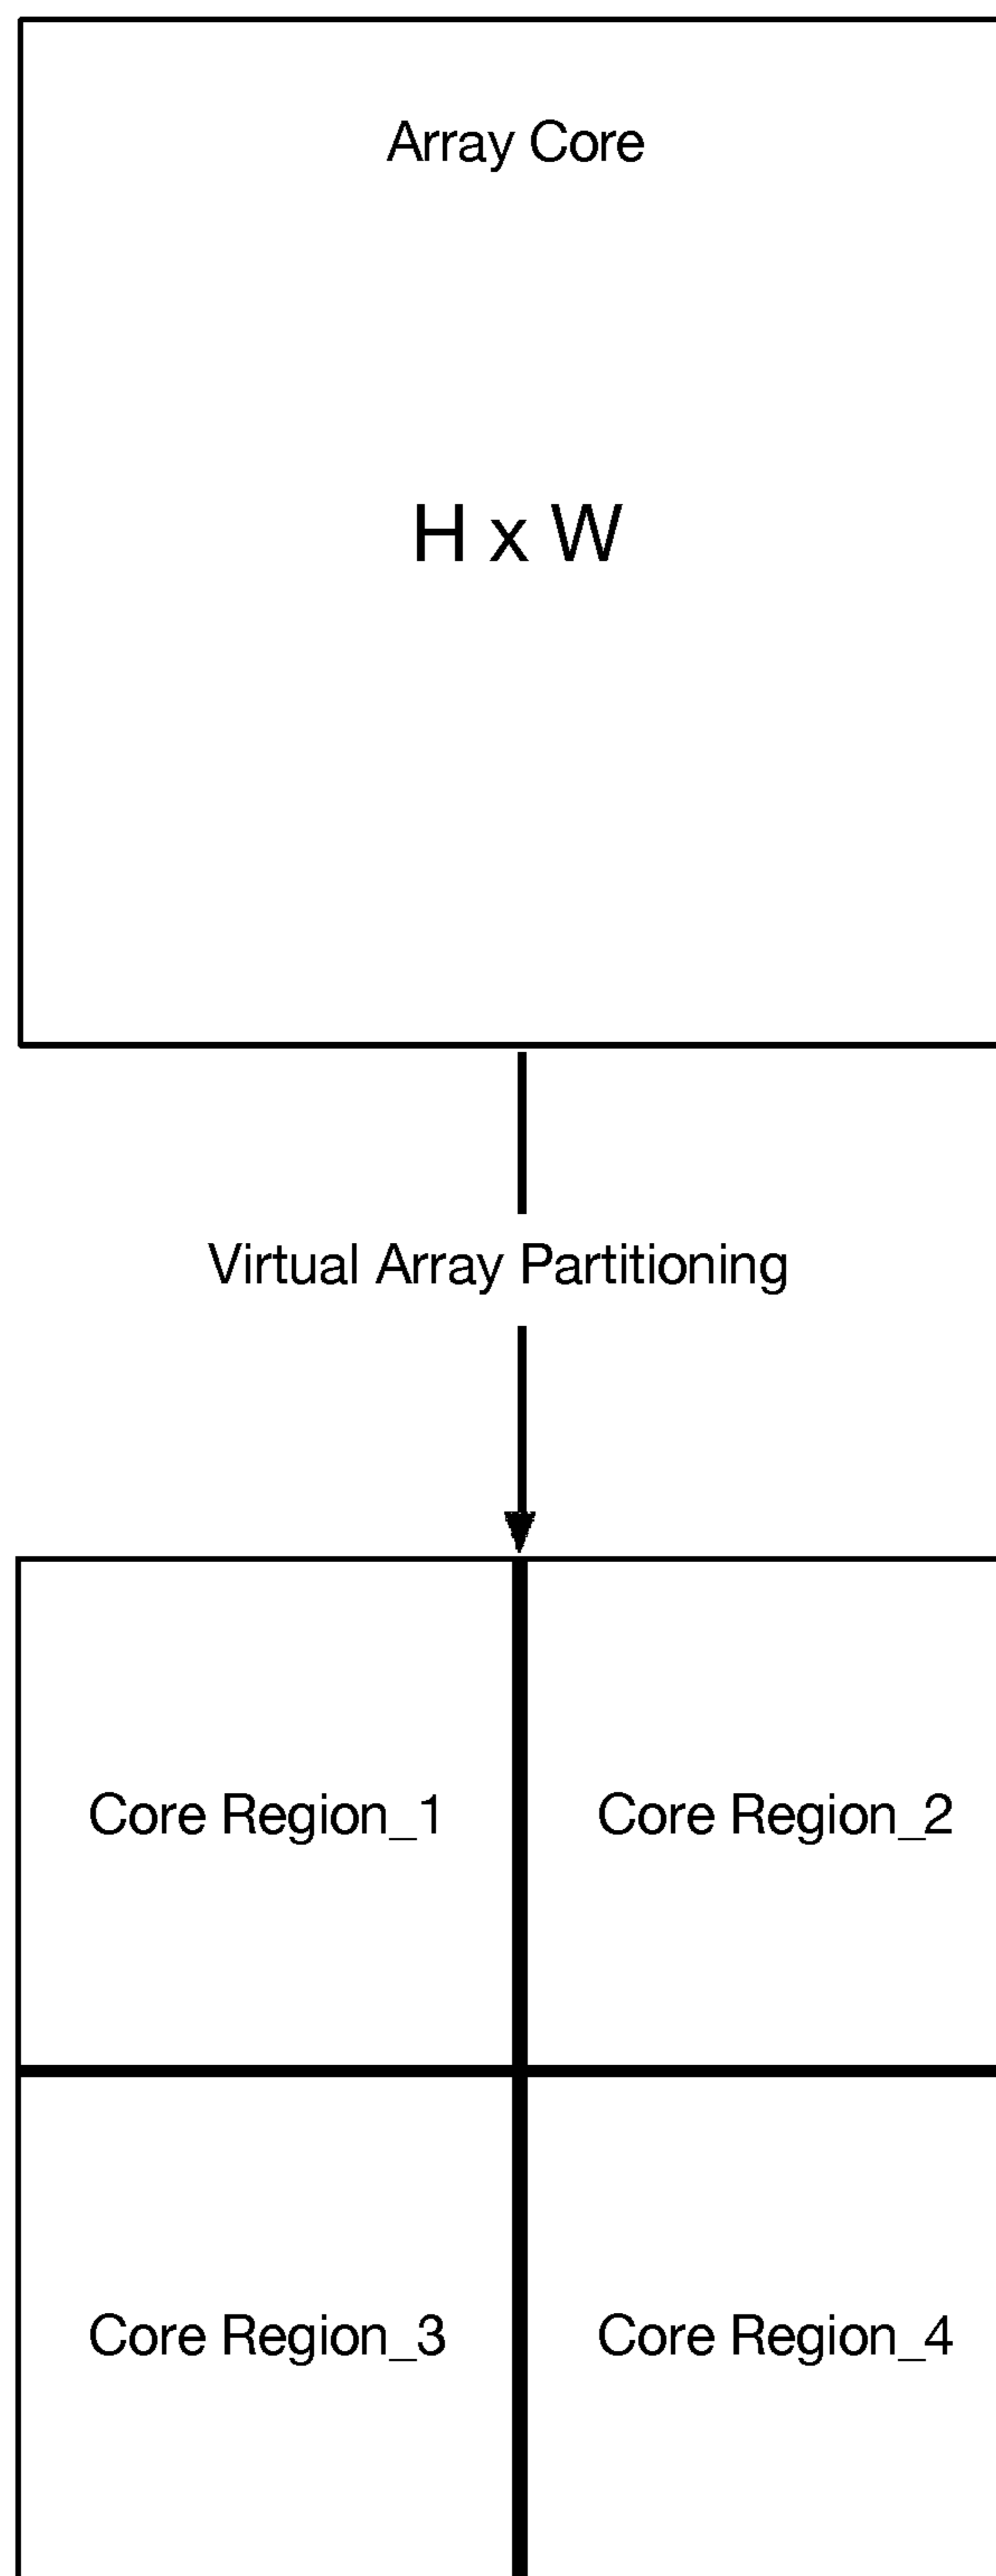 Array Core
H x W
Virtual Array Partitioning
Core Region_1
Core Region_2
Core Region_3
Core Region_4